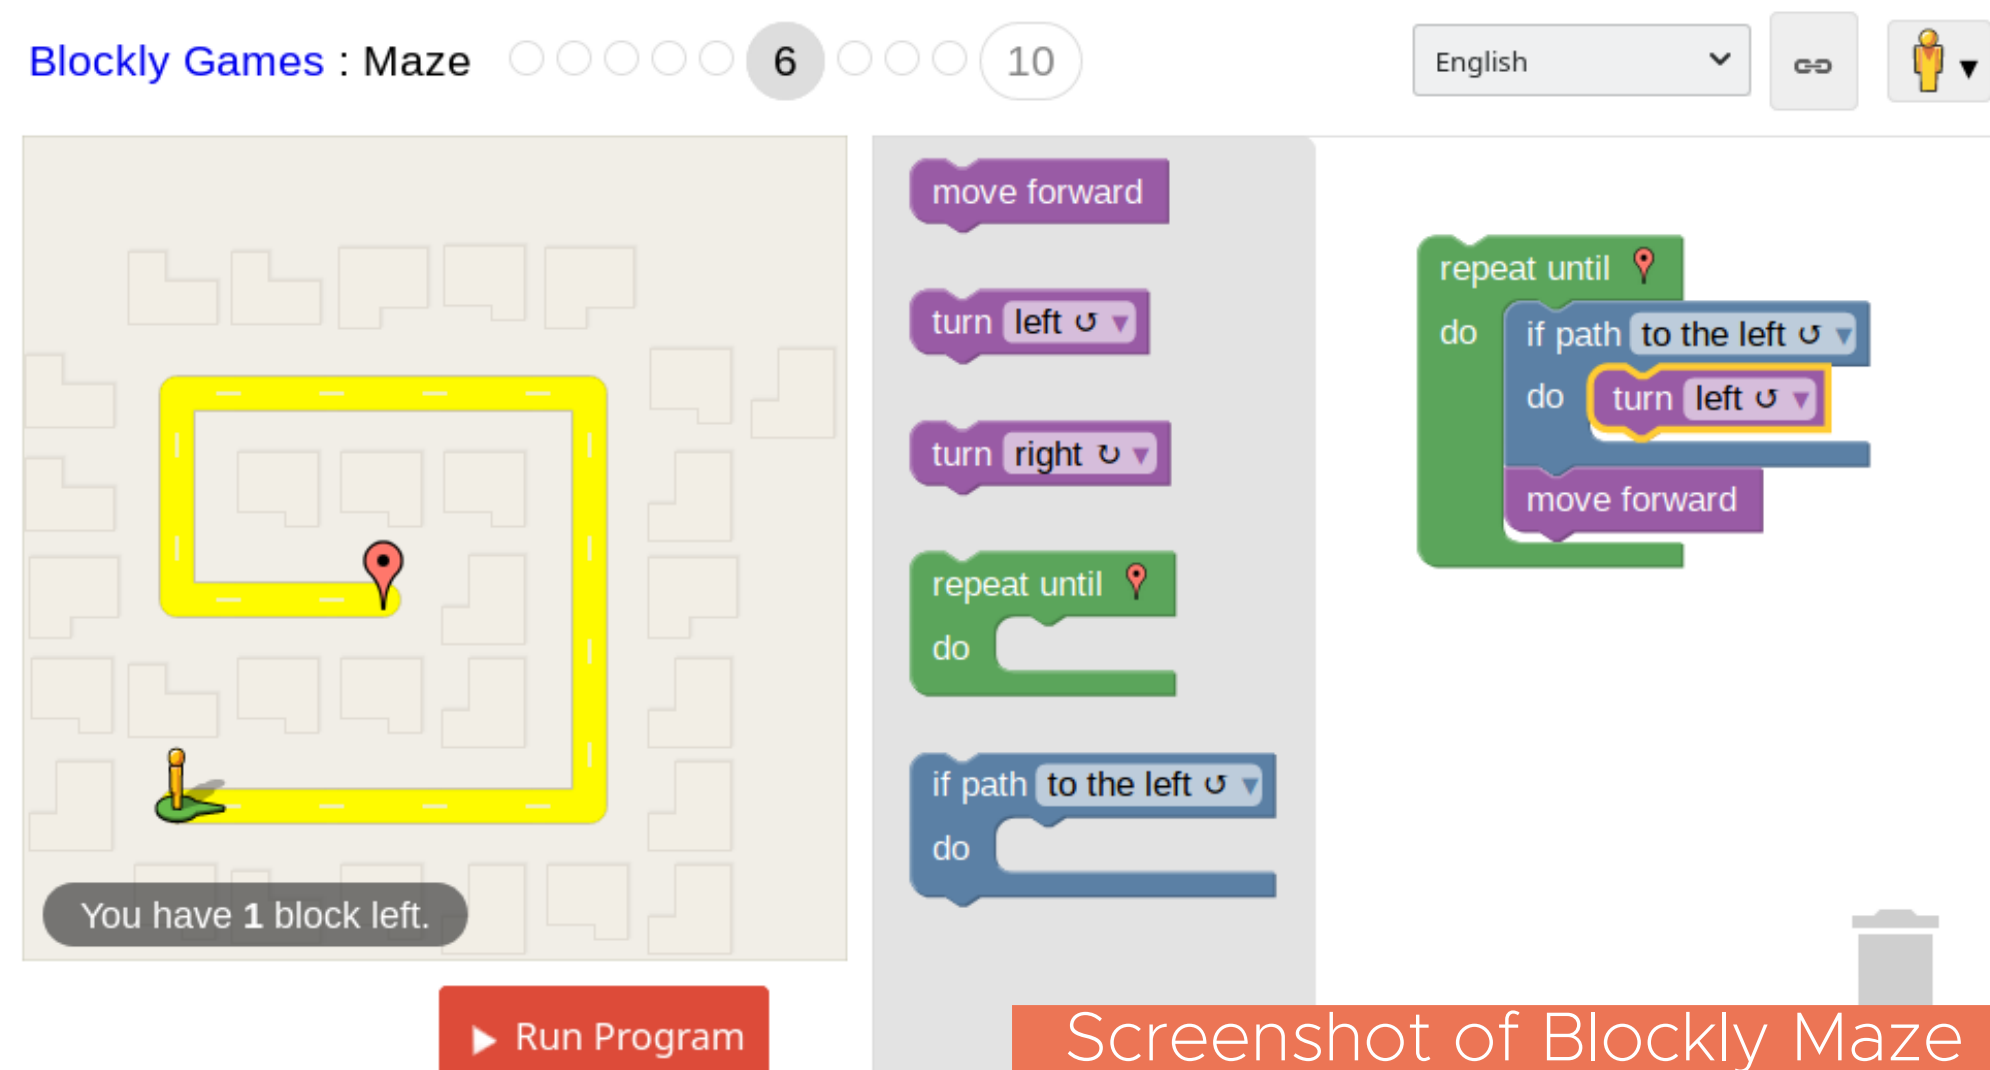 Blockly Games : Maze 6 10 English
move forward
turn left ↺ ▾
turn right ↻ ▾
repeat until
do
if path to the left ↺ ▾
do
repeat until
do if path to the left ↺ ▾
do turn left ↺ ▾
move forward
You have 1 block left.
Run Program
Screenshot of Blockly Maze